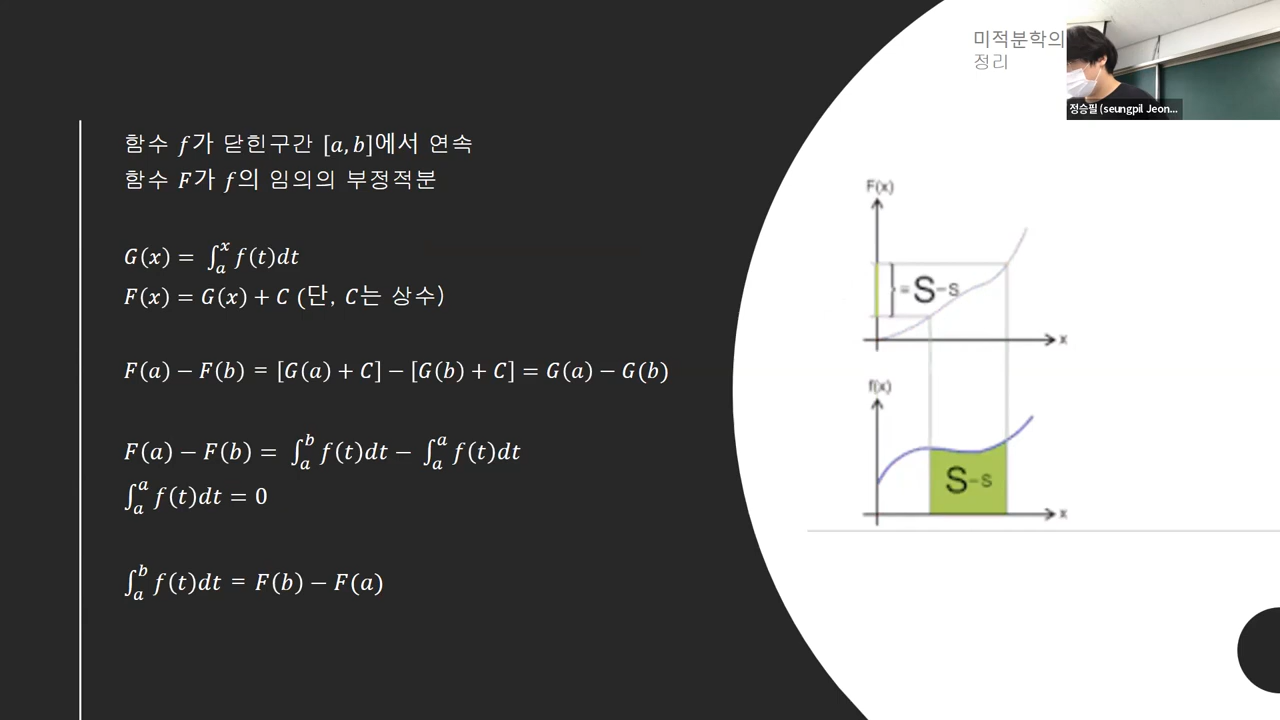 미적분학의
정리
정승필 (seungpil Jeon...
함수 f가 닫힌구간 [a, b]에서 연속
함수 F가 f의 임의의 부정적분
G(x) = ∫ₐˣ f(t)dt
F(x) = G(x) + C (단, C는 상수)
F(a) − F(b) = [G(a) + C] − [G(b) + C] = G(a) − G(b)
F(a) − F(b) = ∫ₐᵇ f(t)dt − ∫ₐᵃ f(t)dt
∫ₐᵃ f(t)dt = 0
∫ₐᵇ f(t)dt = F(b) − F(a)
F(x)
= S-s
x
f(x)
S-s
x